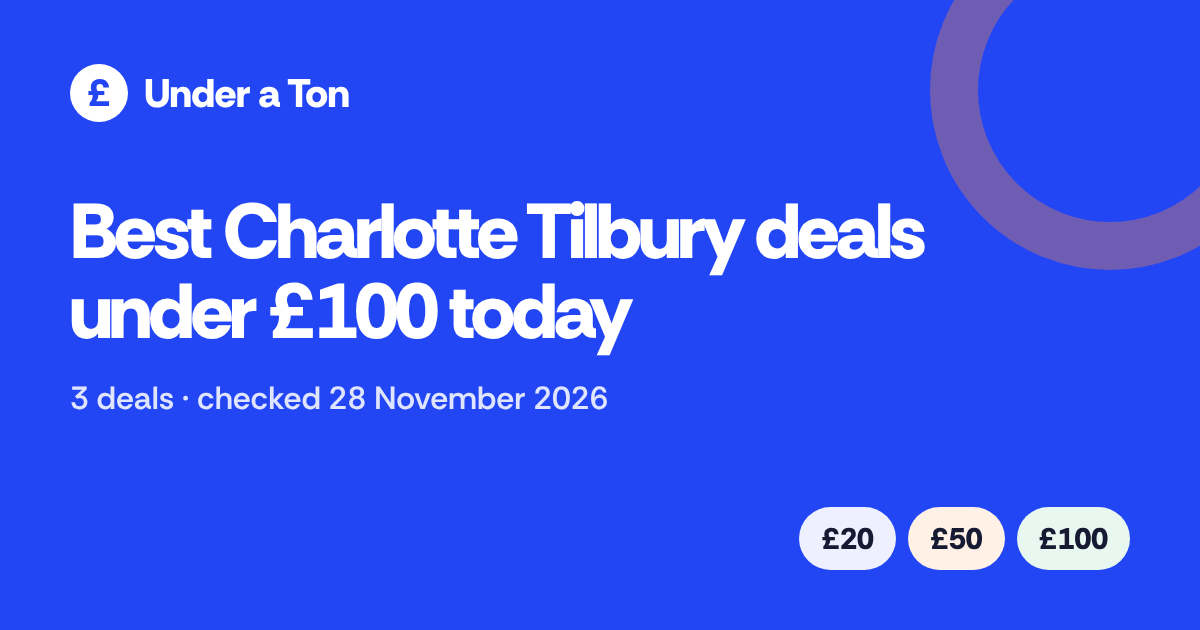 £ Under a Ton
Best Charlotte Tilbury deals
under £100 today
3 deals · checked 28 November 2026
£20 £50 £100